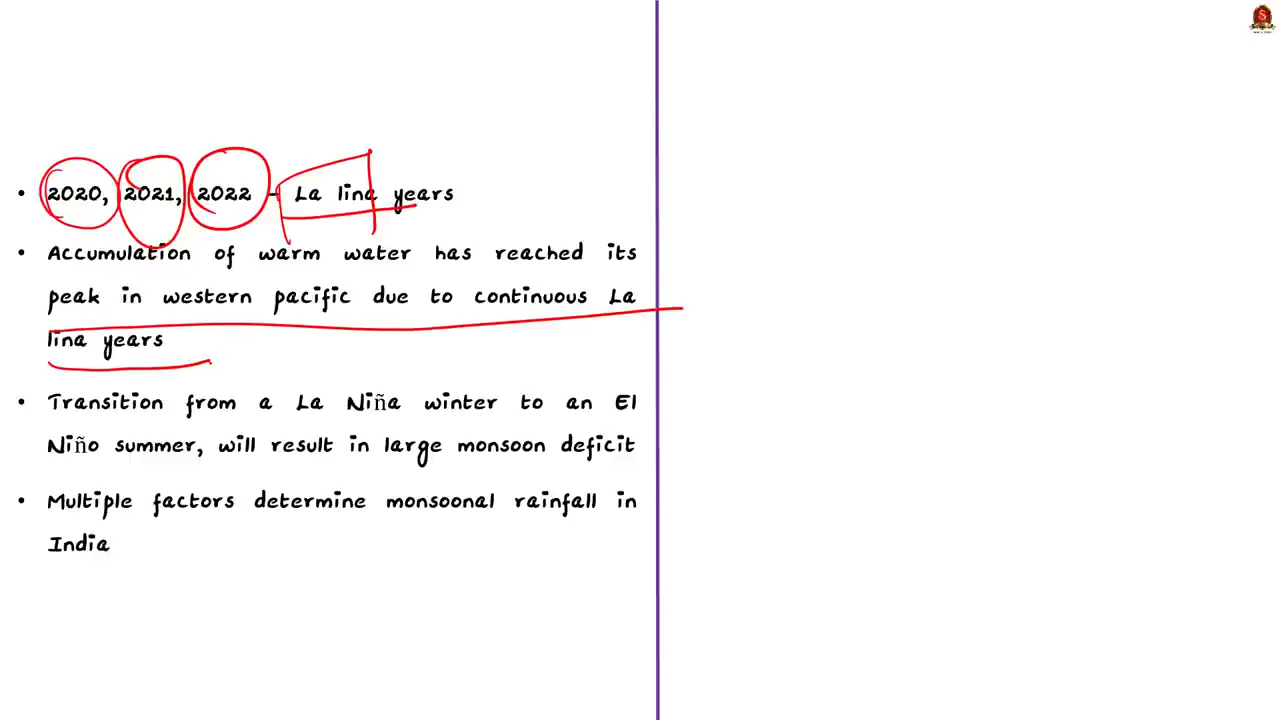 • 2020, 2021, 2022 - La lina years
• Accumulation of warm water has reached its
peak in western pacific due to continuous La
lina years
• Transition from a La Niña winter to an El
Niño summer, will result in large monsoon deficit
• Multiple factors determine monsoonal rainfall in
India